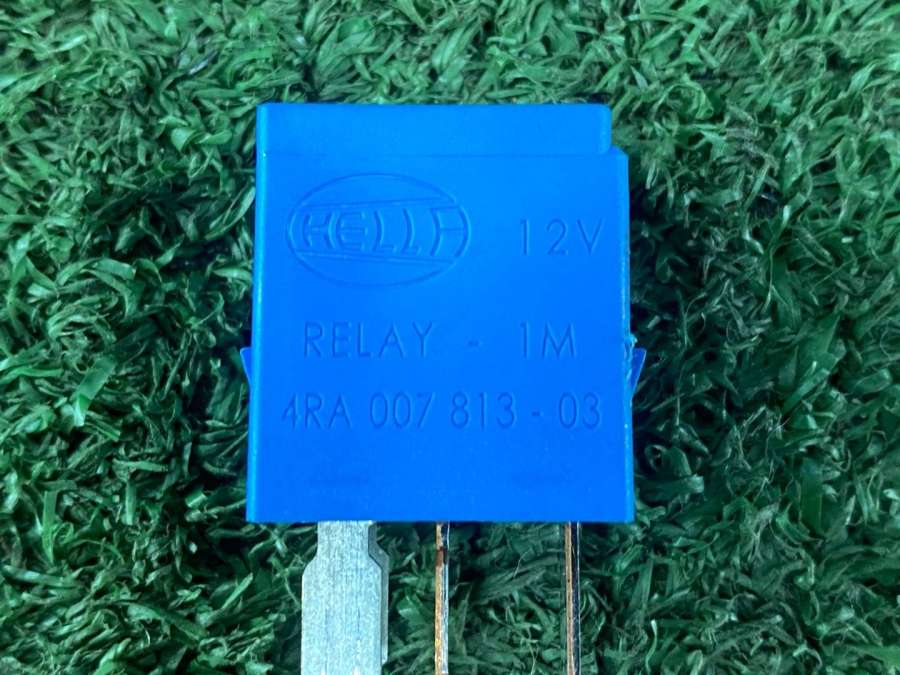 HELLA 12V
RELAY - 1M
4RA 007 813 - 03